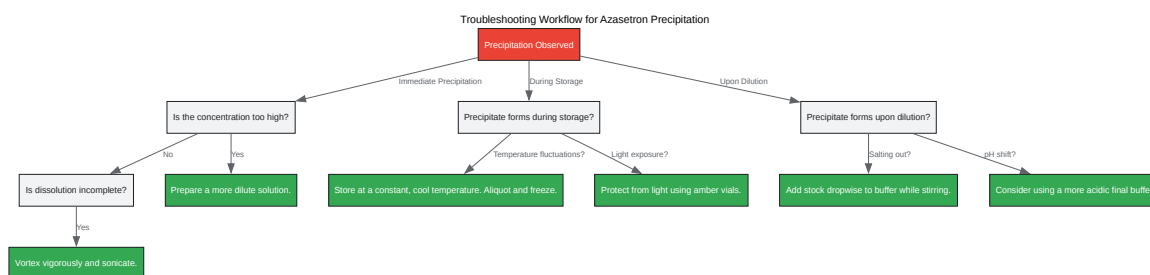 Troubleshooting Workflow for Azasetron Precipitation
Precipitation Observed
Immediate Precipitation
During Storage
Upon Dilution
Is the concentration too high?
Precipitate forms during storage?
Precipitate forms upon dilution?
No
Yes
Temperature fluctuations?
Light exposure?
Salting out?
pH shift?
Is dissolution incomplete?
Prepare a more dilute solution.
Store at a constant, cool temperature. Aliquot and freeze.
Protect from light using amber vials.
Add stock dropwise to buffer while stirring.
Consider using a more acidic final buffe
Yes
Vortex vigorously and sonicate.